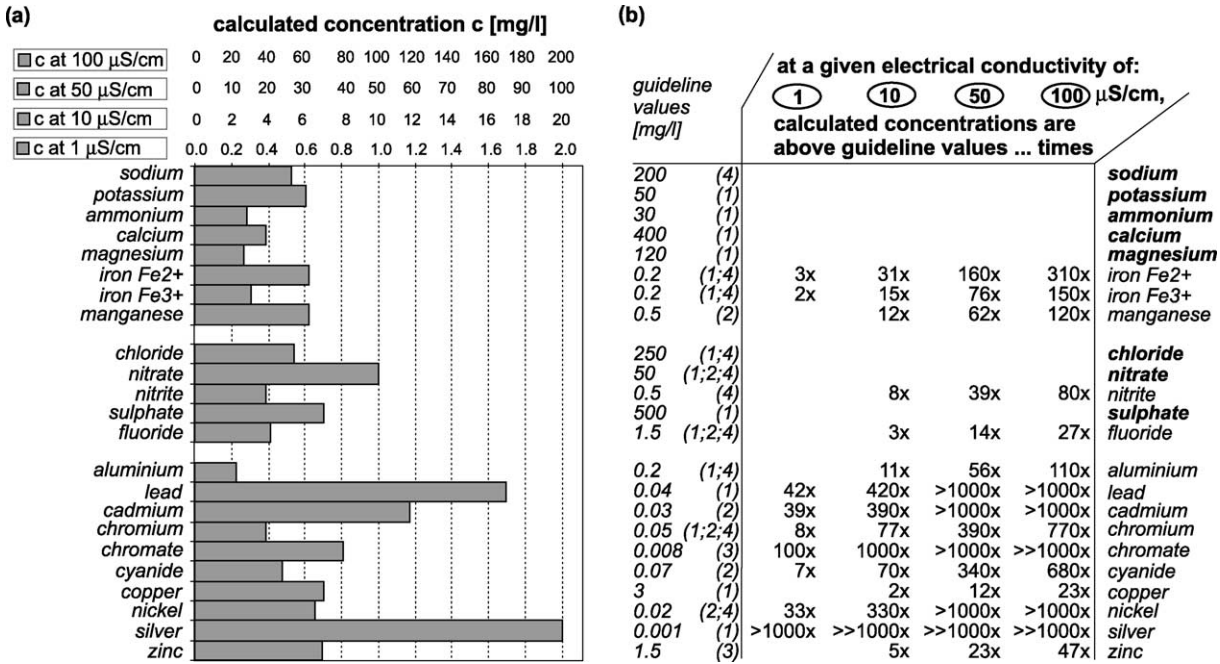 (a)
calculated concentration c [mg/l]
c at 100 µS/cm 0.0 20 40 60 80 100 120 140 160 180 200
c at 50 µS/cm 0.0 10 20 30 40 50 60 70 80 90 100
c at 10 µS/cm 0.0 2 4 6 8 10 12 14 16 18 20
c at 1 µS/cm 0.0 0.2 0.4 0.6 0.8 1.0 1.2 1.4 1.6 1.8 2.0
sodium
potassium
ammonium
calcium
magnesium
iron Fe2+
iron Fe3+
manganese
chloride
nitrate
nitrite
sulphate
fluoride
aluminium
lead
cadmium
chromium
chromate
cyanide
copper
nickel
silver
zinc
(b)
guideline
values
[mg/l]
at a given electrical conductivity of:
1 10 50 100 µS/cm,
calculated concentrations are
above guideline values ... times
200 (4) sodium
50 (1) potassium
30 (1) ammonium
400 (1) calcium
120 (1) magnesium
0.2 (1;4) 3x 31x 160x 310x iron Fe2+
0.2 (1;4) 2x 15x 76x 150x iron Fe3+
0.5 (2) 12x 62x 120x manganese
250 (1;4) chloride
50 (1;2;4) nitrate
0.5 (4) 8x 39x 80x nitrite
500 (1) sulphate
1.5 (1;2;4) 3x 14x 27x fluoride
0.2 (1;4) 11x 56x 110x aluminium
0.04 (1) 42x 420x >1000x >1000x lead
0.03 (2) 39x 390x >1000x >1000x cadmium
0.05 (1;2;4) 8x 77x 390x 770x chromium
0.008 (3) 100x 1000x >1000x >>1000x chromate
0.07 (2) 7x 70x 340x 680x cyanide
3 (1) 2x 12x 23x copper
0.02 (2;4) 33x 330x >1000x >1000x nickel
0.001 (1) >1000x >>1000x >>1000x >>1000x silver
1.5 (3) 5x 23x 47x zinc